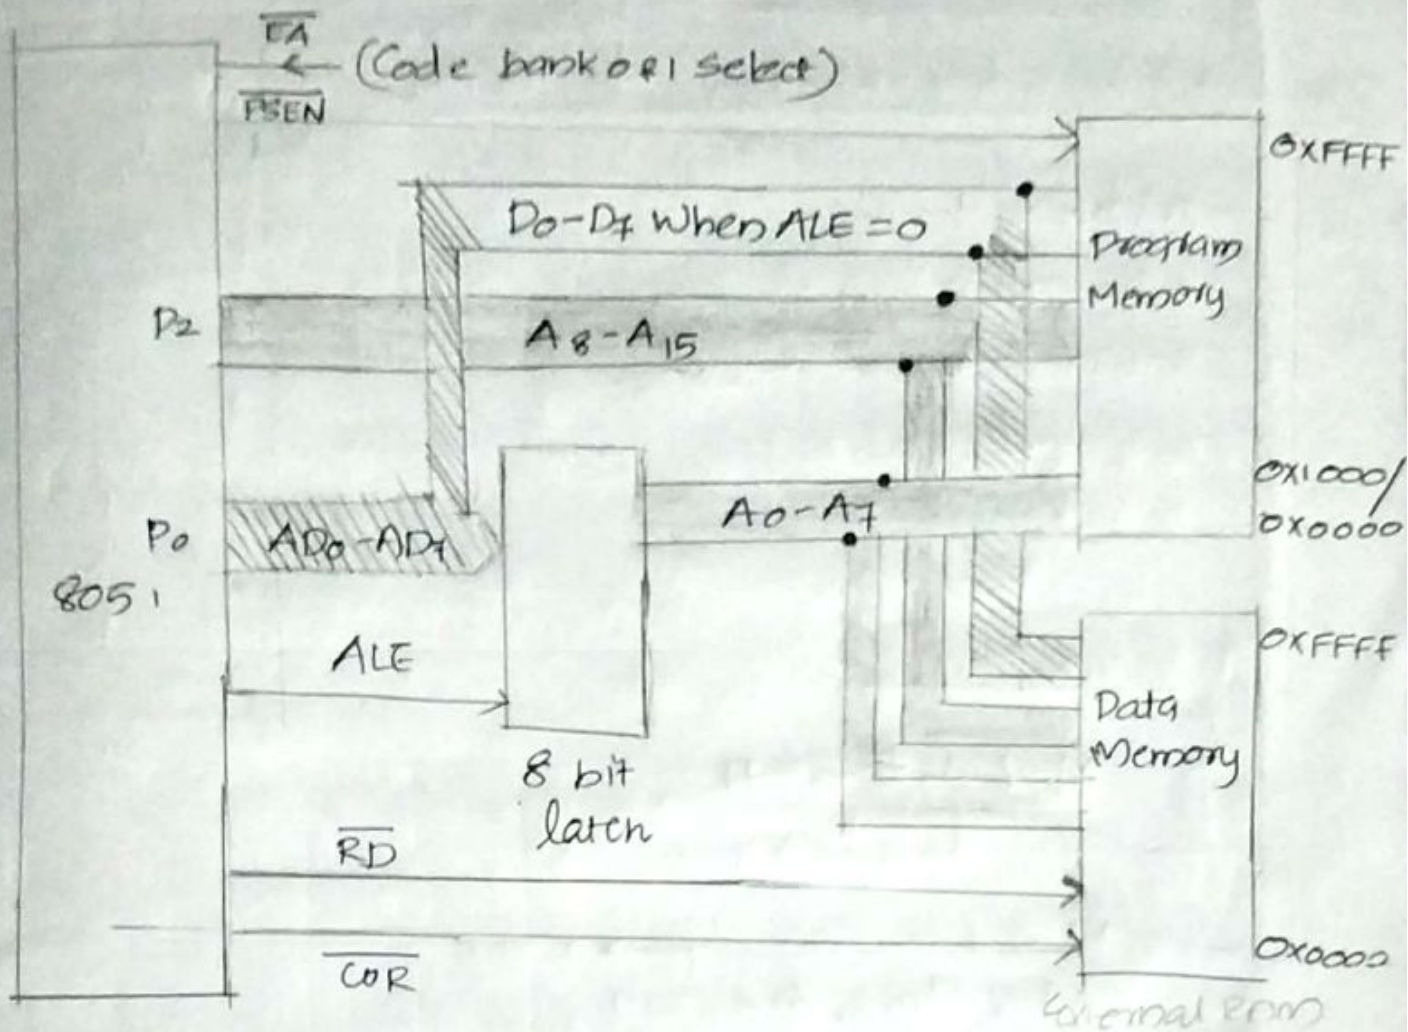 EA
(Code bank 0 or 1 select)
PSEN
0XFFFF
D0-D7 When ALE = 0
Program
Memory
P2
A8-A15
0X1000/
0X0000
A0-A7
P0
AD0-AD7
8051
0XFFFF
ALE
Data
Memory
8 bit
latch
RD
0X0000
WR